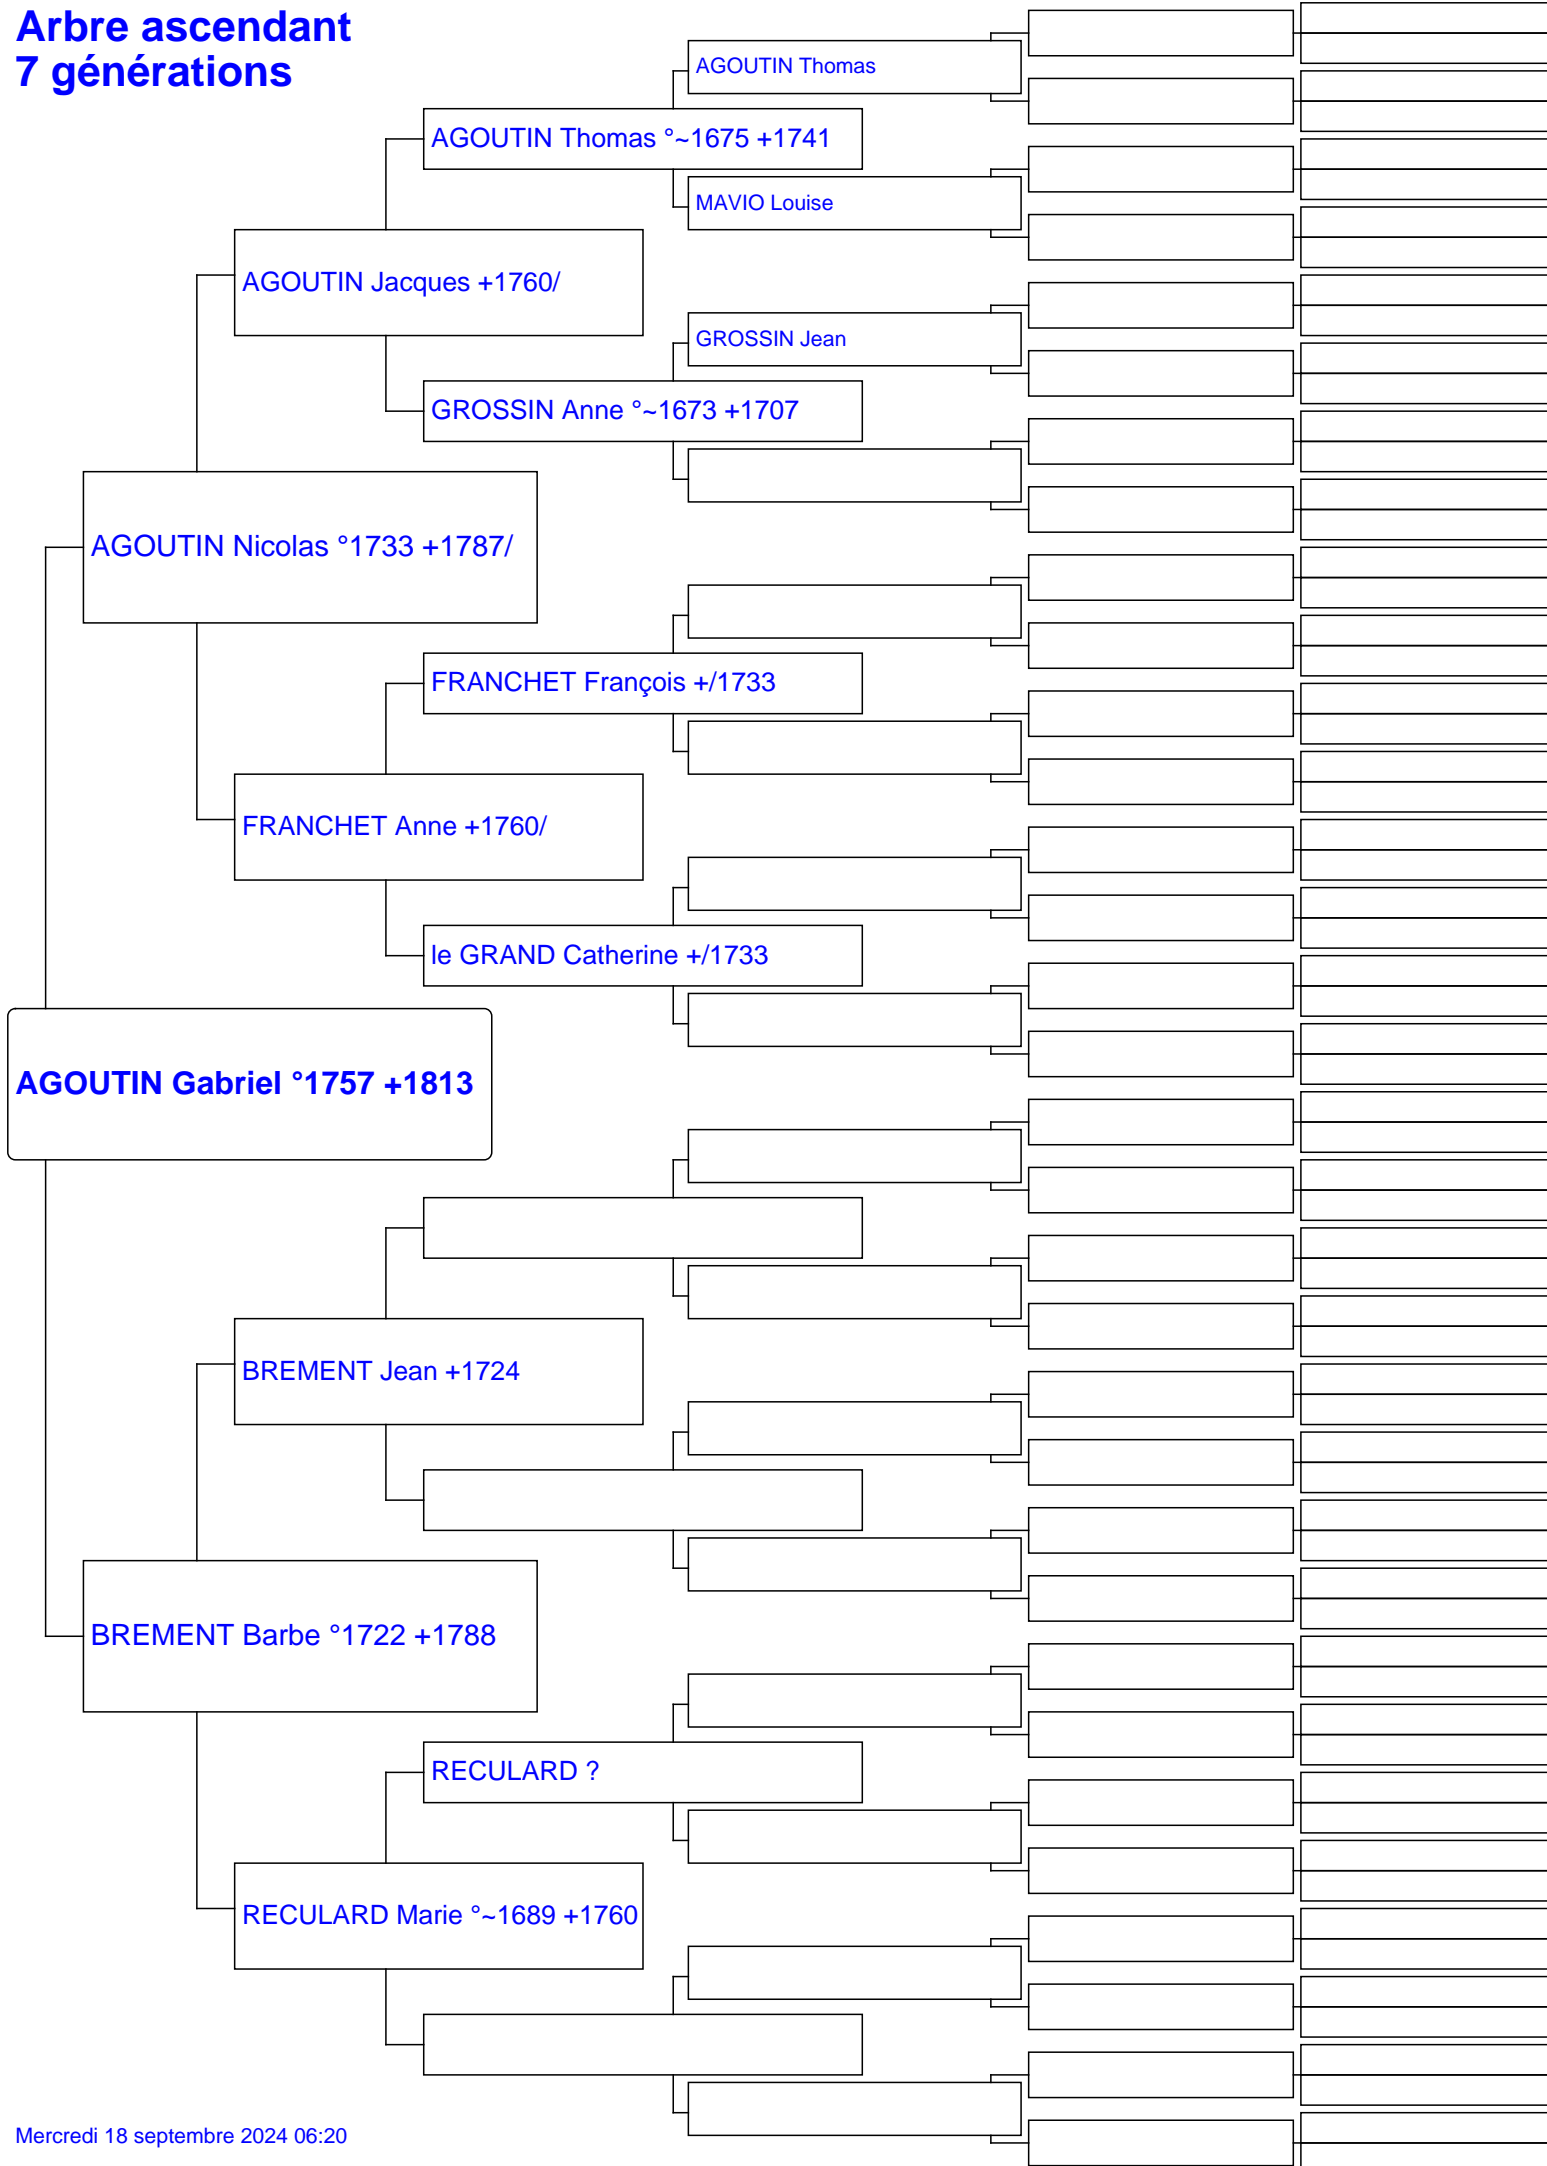 Arbre ascendant
7 générations
AGOUTIN Thomas
AGOUTIN Thomas °~1675 +1741
MAVIO Louise
AGOUTIN Jacques +1760/
GROSSIN Jean
GROSSIN Anne °~1673 +1707
AGOUTIN Nicolas °1733 +1787/
FRANCHET François +/1733
FRANCHET Anne +1760/
le GRAND Catherine +/1733
AGOUTIN Gabriel °1757 +1813
BREMENT Jean +1724
BREMENT Barbe °1722 +1788
RECULARD ?
RECULARD Marie °~1689 +1760
Mercredi 18 septembre 2024 06:20